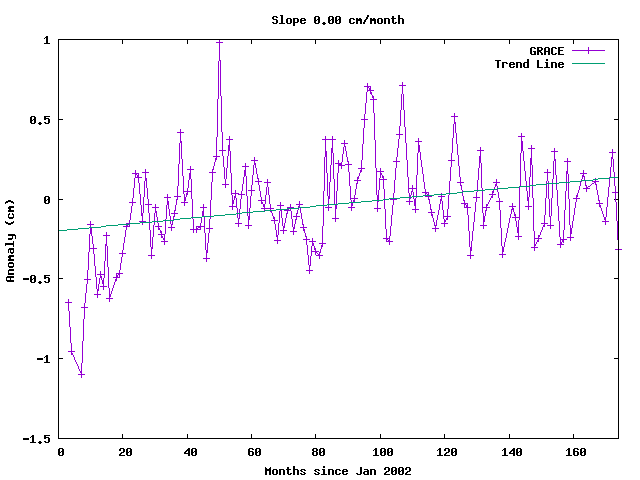 Slope 0.00 cm/month
GRACE
Trend Line
1
0.5
0
-0.5
-1
-1.5
Anomaly (cm)
0 20 40 60 80 100 120 140 160
Months since Jan 2002